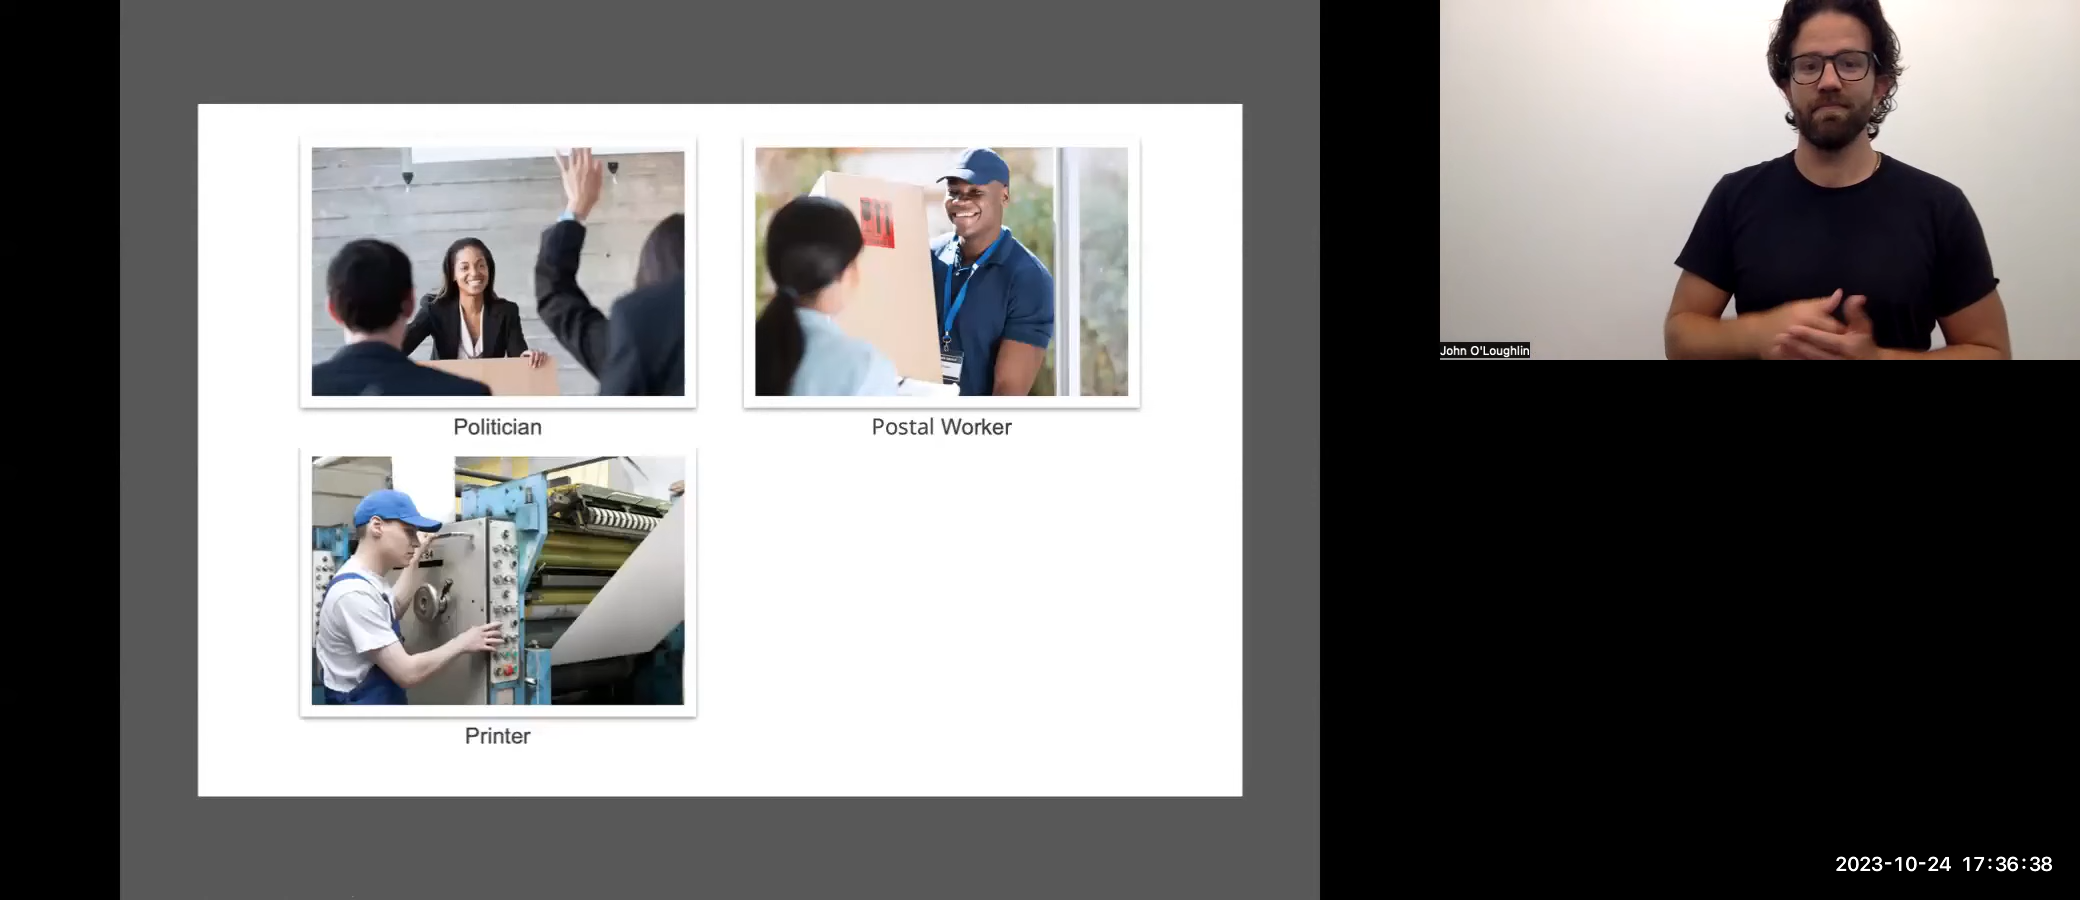 Politician
Postal Worker
Printer
John O'Loughlin
2023-10-24 17:36:38